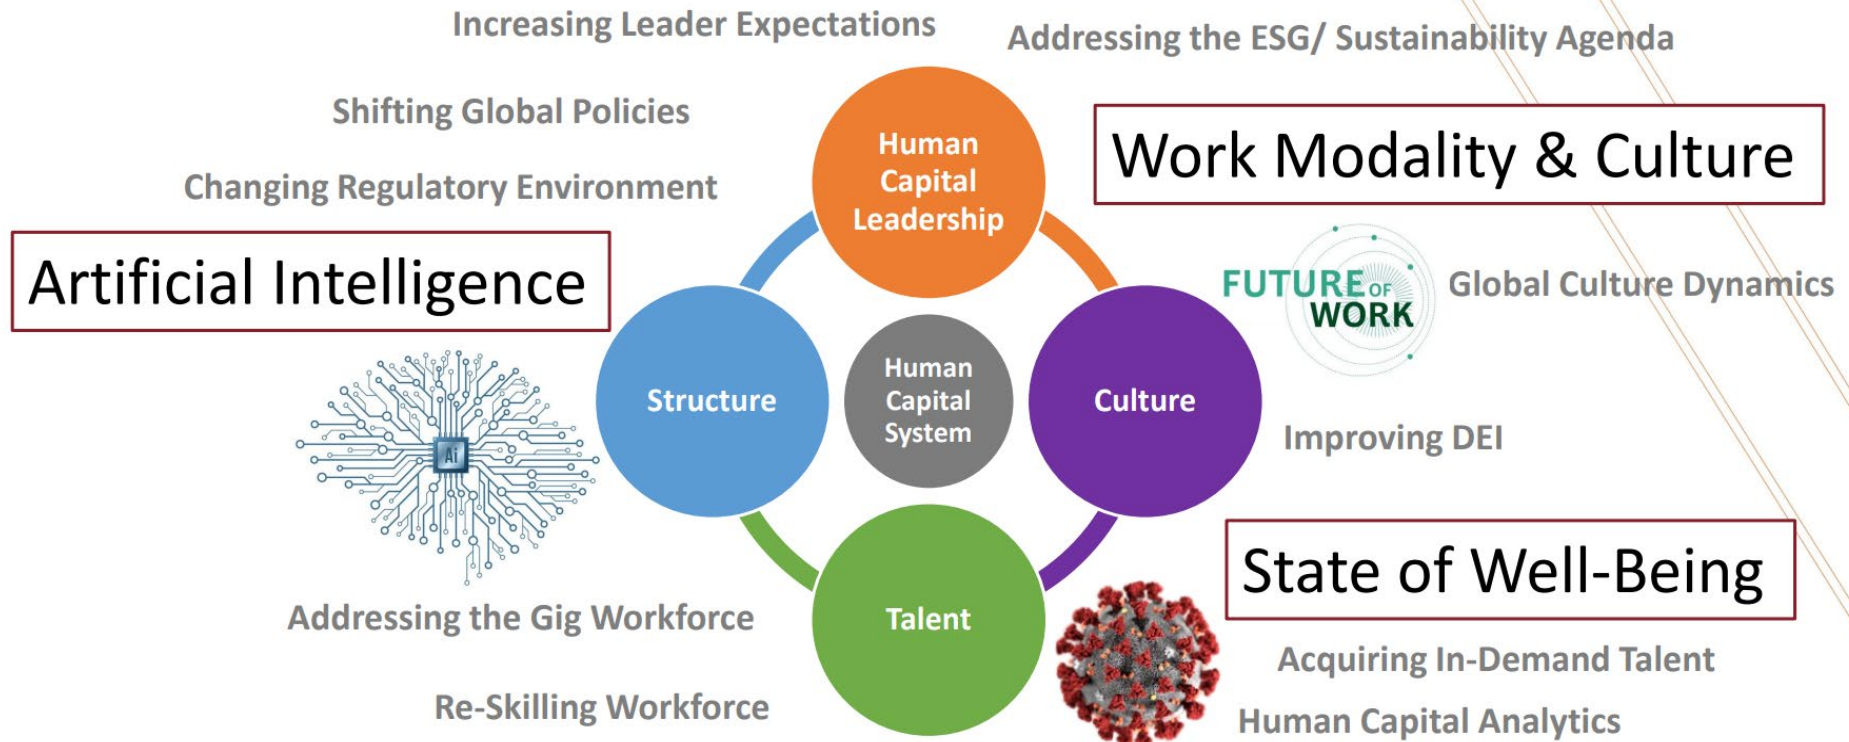 Increasing Leader Expectations
Addressing the ESG/ Sustainability Agenda
Shifting Global Policies
Changing Regulatory Environment
Human
Capital
Leadership
Work Modality & Culture
Artificial Intelligence
FUTURE OF
WORK
Global Culture Dynamics
Structure
Human
Capital
System
Culture
Ai
Improving DEI
State of Well-Being
Addressing the Gig Workforce
Talent
Acquiring In-Demand Talent
Re-Skilling Workforce
Human Capital Analytics